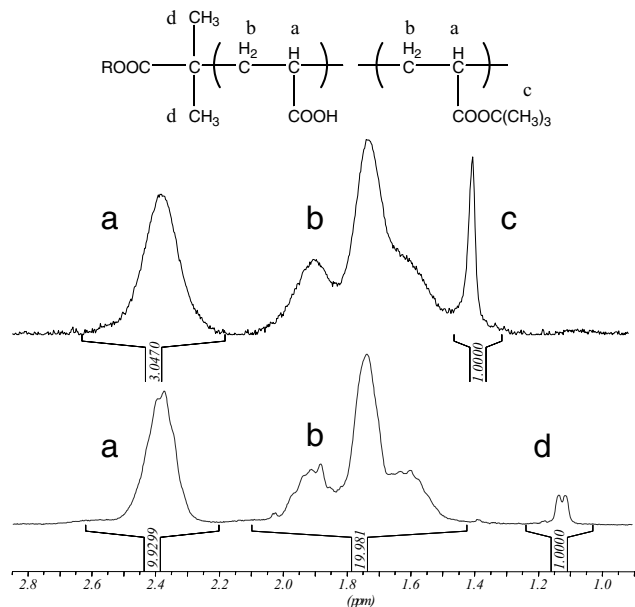 d CH₃
b a b a
H₂ H H₂ H
ROOC C C C C C
c
d CH₃ COOH COOC(CH₃)₃
a b c
3.0470 1.0000
a b d
9.9299 19.981 1.0000
2.8 2.6 2.4 2.2 2.0 1.8 1.6 1.4 1.2 1.0
(ppm)